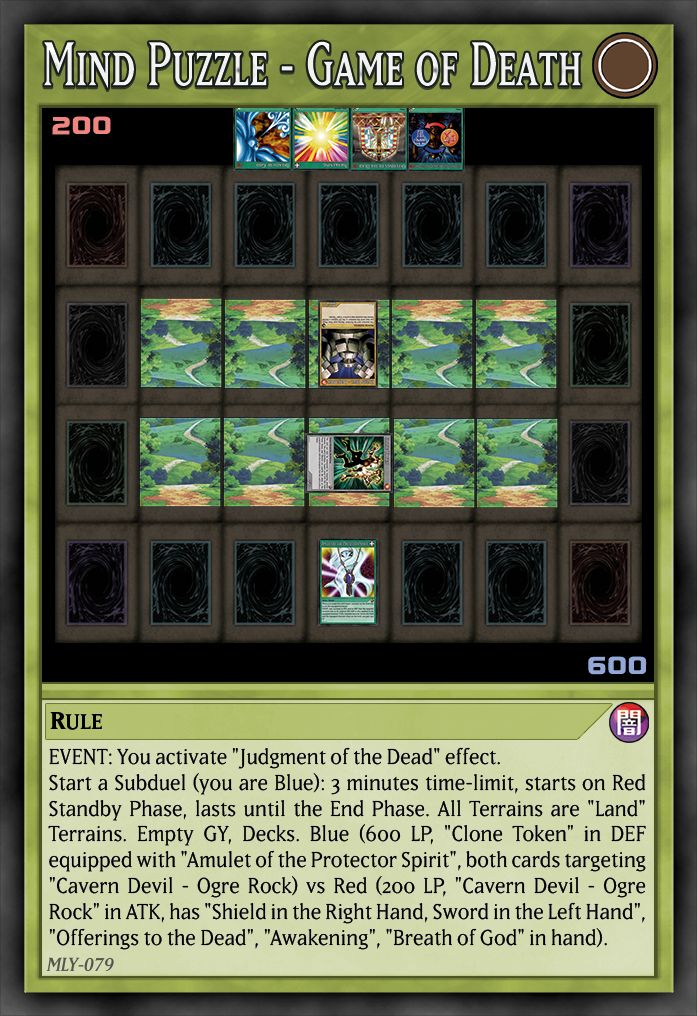 Mind Puzzle - Game of Death
200
600
Rule
闇
EVENT: You activate "Judgment of the Dead" effect.
Start a Subduel (you are Blue): 3 minutes time-limit, starts on Red
Standby Phase, lasts until the End Phase. All Terrains are "Land"
Terrains. Empty GY, Decks. Blue (600 LP, "Clone Token" in DEF
equipped with "Amulet of the Protector Spirit", both cards targeting
"Cavern Devil - Ogre Rock) vs Red (200 LP, "Cavern Devil - Ogre
Rock" in ATK, has "Shield in the Right Hand, Sword in the Left Hand",
"Offerings to the Dead", "Awakening", "Breath of God" in hand).
MLY-079